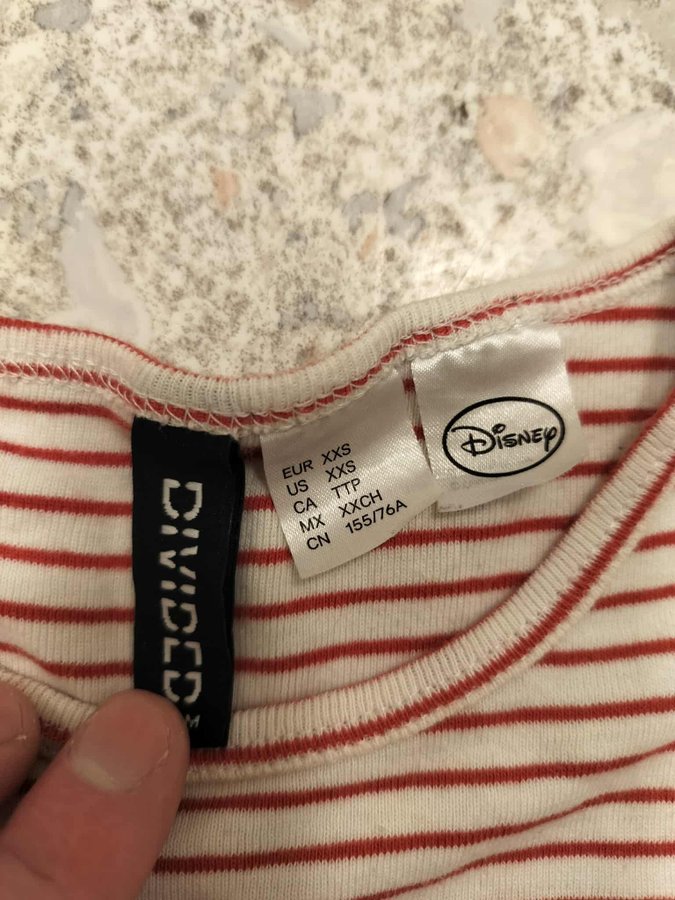 DIVIDED
M
EUR XXS
US XXS
CA TTP
MX XXCH
CN 155/76A
Disney